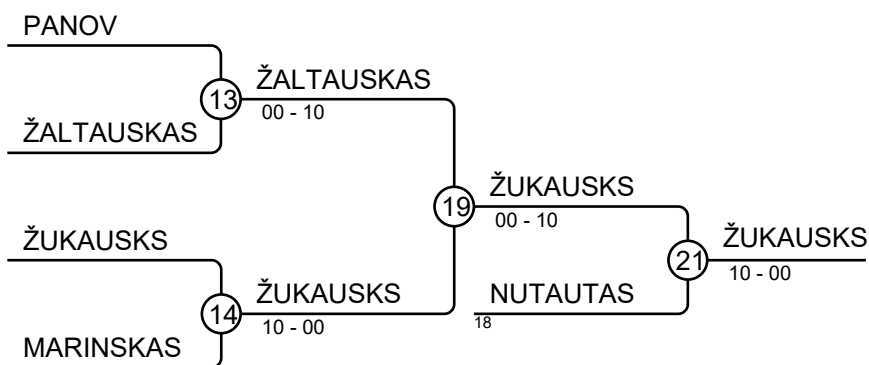 PANOV
13
ŽALTAUSKAS
00 - 10
ŽALTAUSKAS
19
ŽUKAUSKS
00 - 10
ŽUKAUSKS
21
ŽUKAUSKS
10 - 00
14
ŽUKAUSKS
10 - 00
NUTAUTAS
18
MARINSKAS